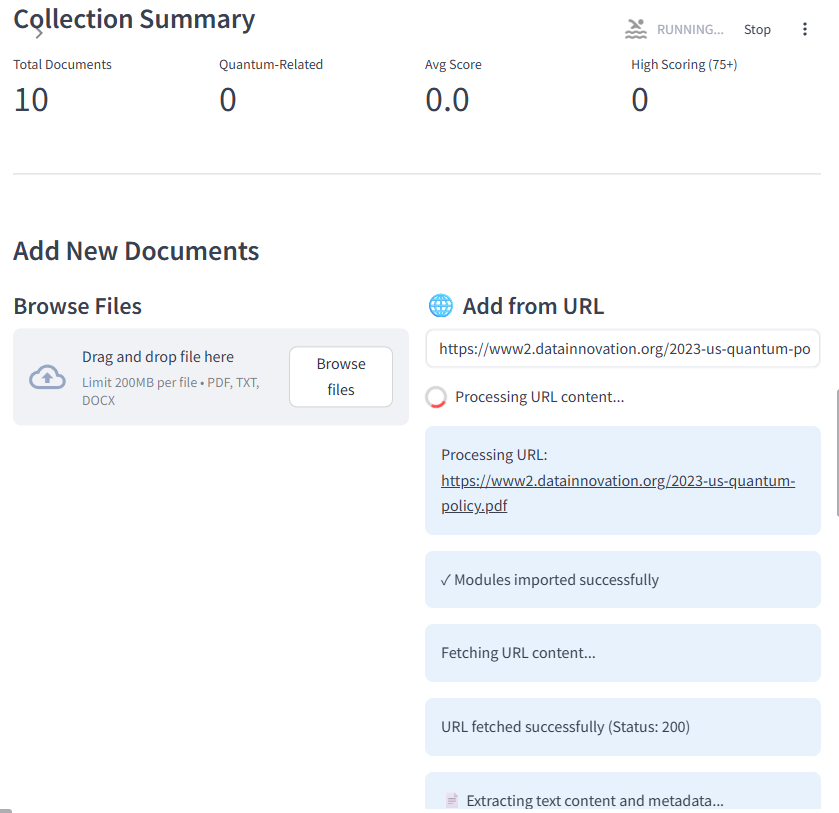 Collection Summary
RUNNING...
Stop
Total Documents
Quantum-Related
Avg Score
High Scoring (75+)
10
0
0.0
0
Add New Documents
Browse Files
Drag and drop file here
Limit 200MB per file • PDF, TXT,
DOCX
Browse
files
🌐 Add from URL
https://www2.datainnovation.org/2023-us-quantum-po
Processing URL content...
Processing URL:
https://www2.datainnovation.org/2023-us-quantum-
policy.pdf
✓ Modules imported successfully
Fetching URL content...
URL fetched successfully (Status: 200)
📄 Extracting text content and metadata...